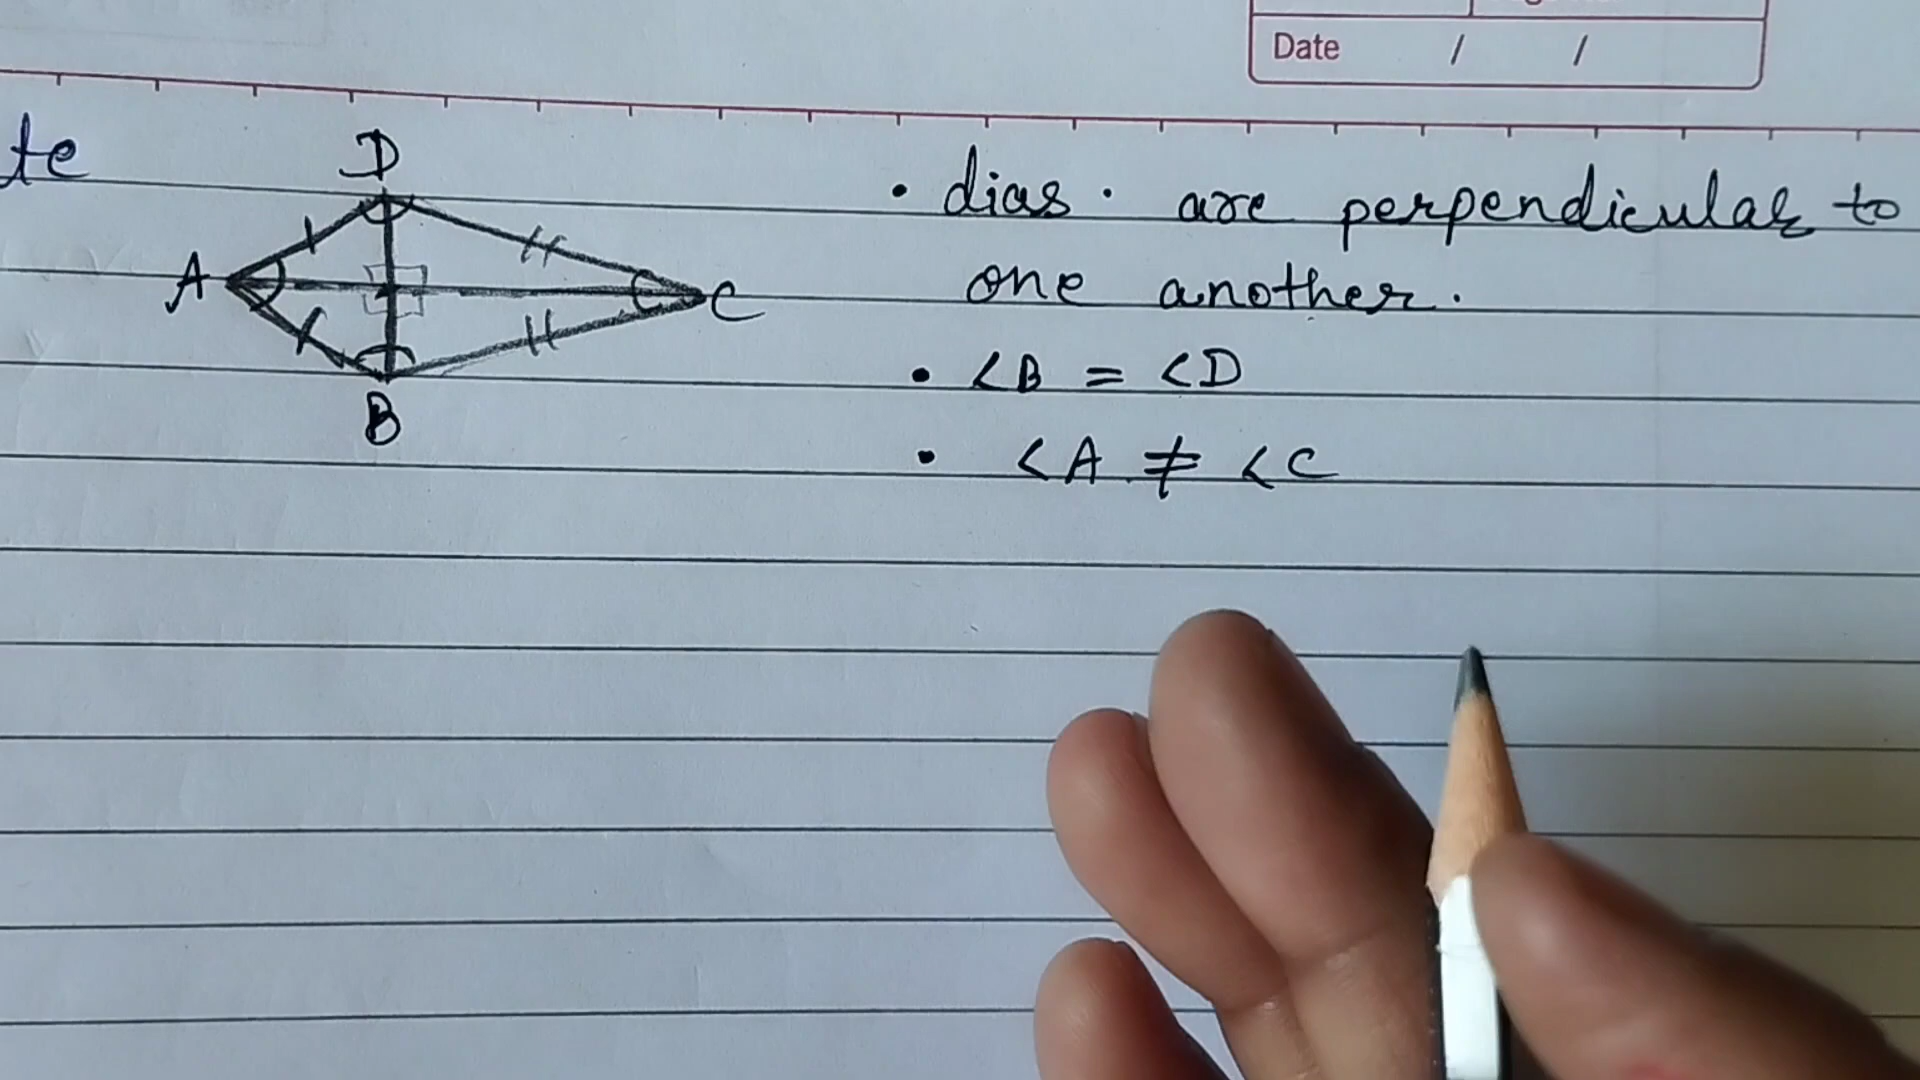 Date / /
te
D
A
C
B
• dias. are perpendicular to
one another.
• <B = <D
• <A ≠ <C